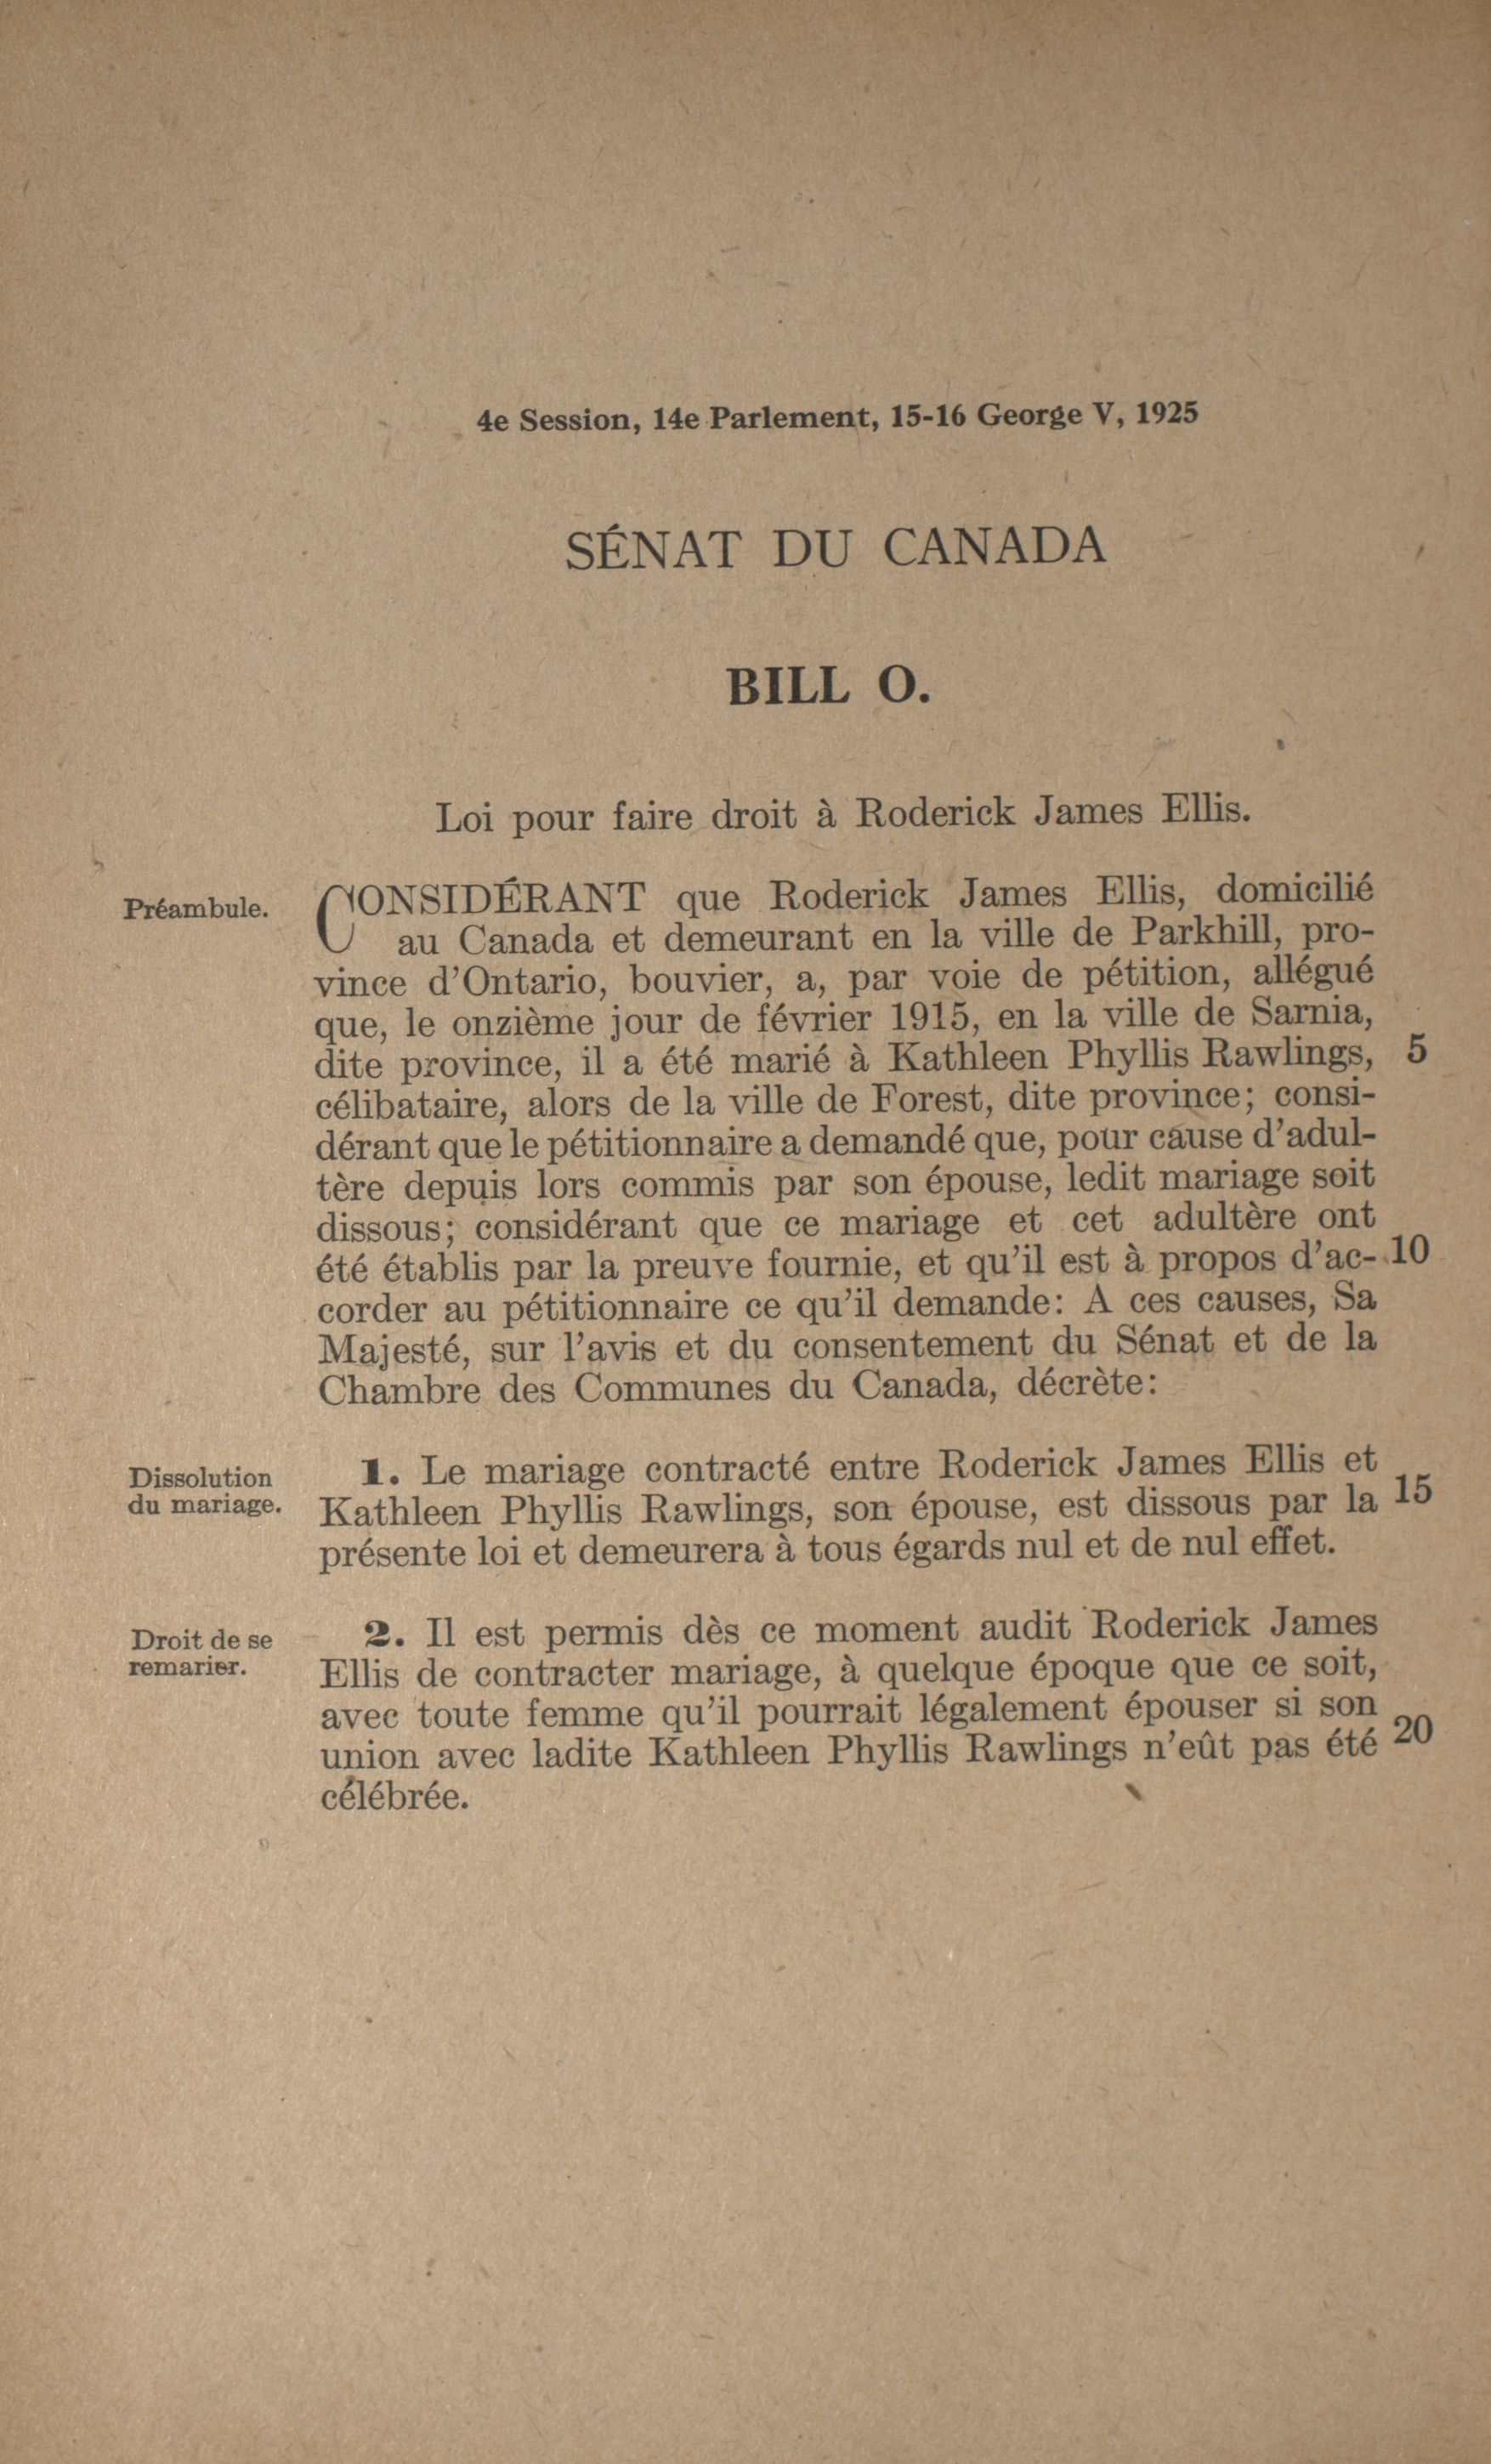 4e Session, 14e Parlement, 15-16 George V, 1925
SÉNAT DU CANADA
BILL O.
Loi pour faire droit à Roderick James Ellis.
Préambule.
CONSIDÉRANT que Roderick James Ellis, domicilié
au Canada et demeurant en la ville de Parkhill, pro-
vince d'Ontario, bouvier, a, par voie de pétition, allégué
que, le onzième jour de février 1915, en la ville de Sarnia,
dite province, il a été marié à Kathleen Phyllis Rawlings, 5
célibataire, alors de la ville de Forest, dite province; consi-
dérant que le pétitionnaire a demandé que, pour cause d'adul-
tère depuis lors commis par son épouse, ledit mariage soit
dissous; considérant que ce mariage et cet adultère ont
été établis par la preuve fournie, et qu'il est à propos d'ac- 10
corder au pétitionnaire ce qu'il demande: A ces causes, Sa
Majesté, sur l'avis et du consentement du Sénat et de la
Chambre des Communes du Canada, décrète:
Dissolution
du mariage.
1. Le mariage contracté entre Roderick James Ellis et
Kathleen Phyllis Rawlings, son épouse, est dissous par la 15
présente loi et demeurera à tous égards nul et de nul effet.
Droit de se
remarier.
2. Il est permis dès ce moment audit Roderick James
Ellis de contracter mariage, à quelque époque que ce soit,
avec toute femme qu'il pourrait légalement épouser si son
union avec ladite Kathleen Phyllis Rawlings n'eût pas été 20
célébrée.